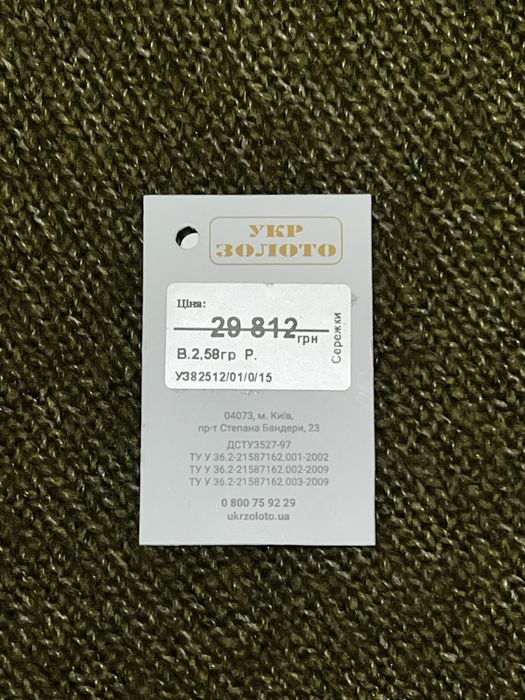 УКР
ЗОЛОТО
Ціна:
29 812 грн
В.2,58гр Р.
У382512/01/0/15
Сережки
04073, м. Київ,
пр-т Степана Бандери, 23
ДСТУ3527-97
ТУ У 36.2-21587162.001-2002
ТУ У 36.2-21587162.002-2009
ТУ У 36.2-21587162.003-2009
0 800 75 92 29
ukrzoloto.ua